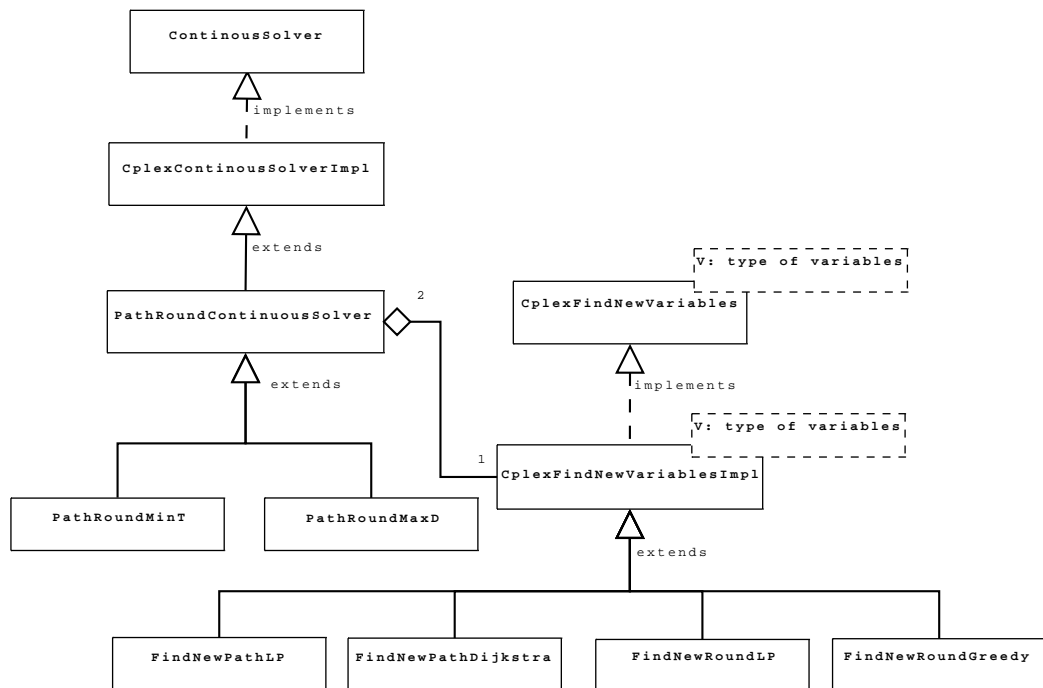 ContinousSolver
implements
CplexContinousSolverImpl
extends
V: type of variables
2
CplexFindNewVariables
PathRoundContinuousSolver
extends
implements
V: type of variables
1
CplexFindNewVariablesImpl
PathRoundMinT
PathRoundMaxD
extends
FindNewPathLP
FindNewPathDijkstra
FindNewRoundLP
FindNewRoundGreedy